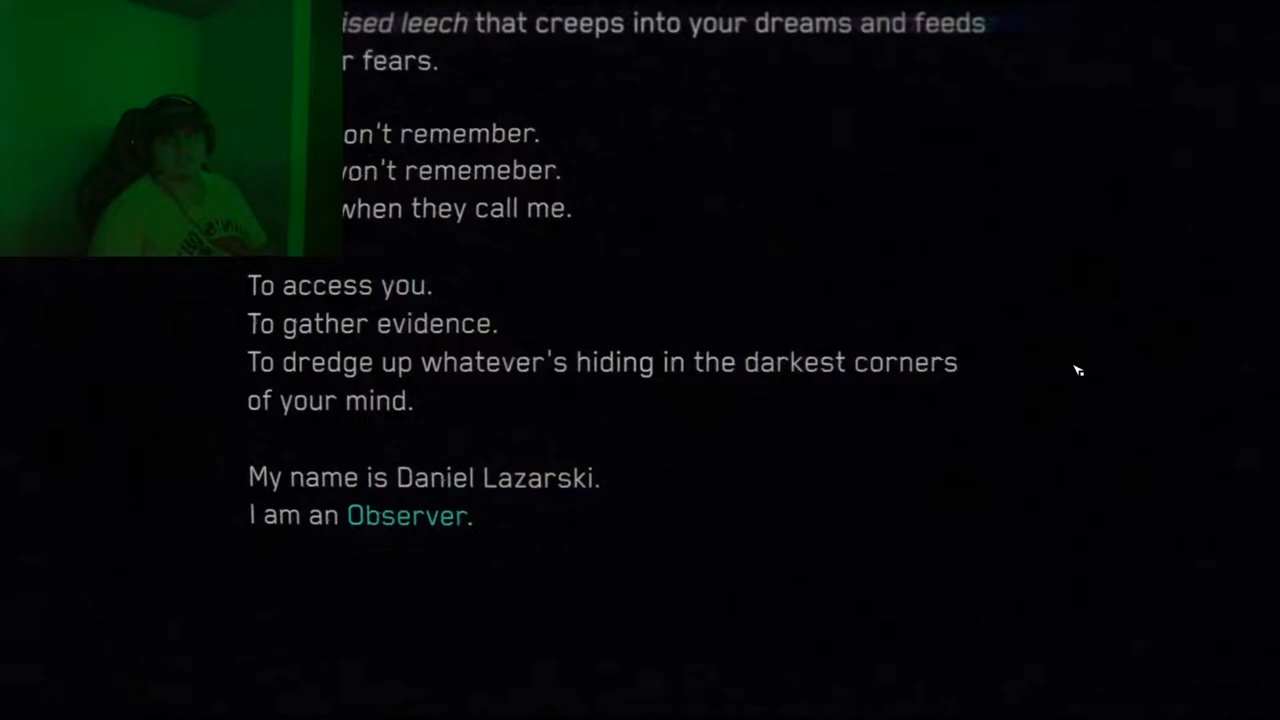 ised leech that creeps into your dreams and feeds
r fears.
on't remember.
on't rememeber.
when they call me.
To access you.
To gather evidence.
To dredge up whatever's hiding in the darkest corners
of your mind.
My name is Daniel Lazarski.
I am an Observer.